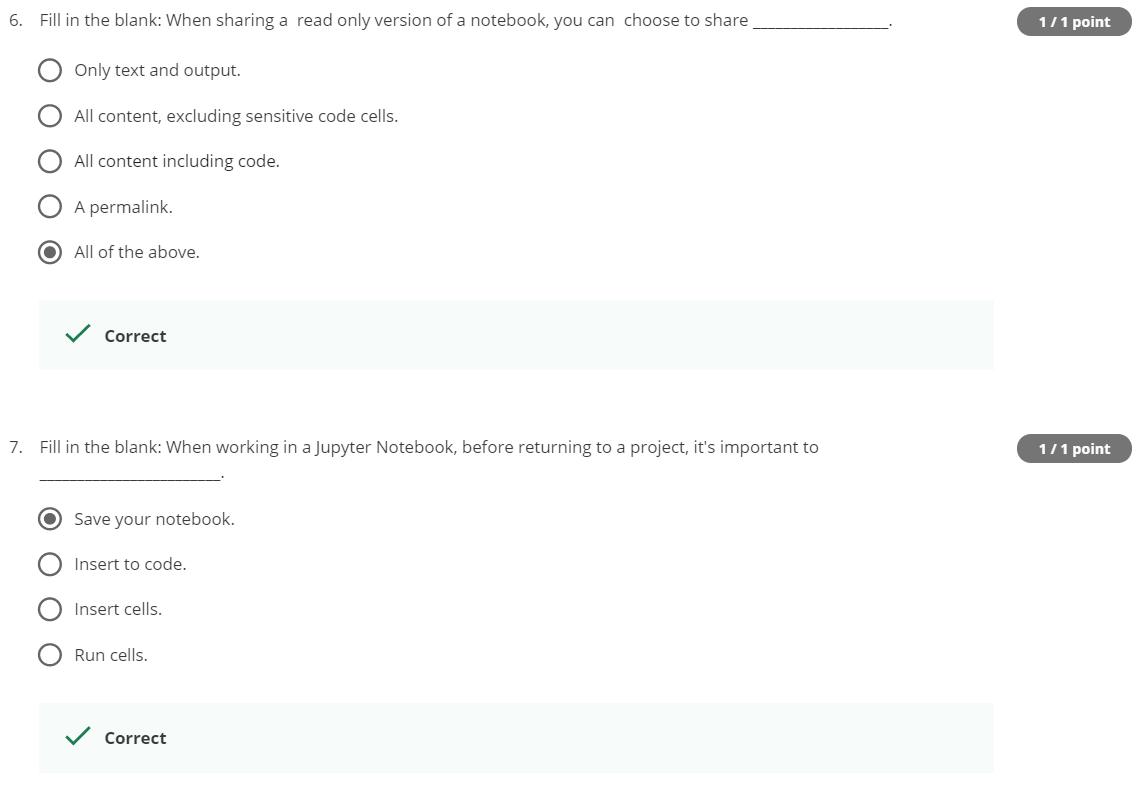 6. Fill in the blank: When sharing a  read only version of a notebook, you can  choose to share __________________.
1 / 1 point
Only text and output.
All content, excluding sensitive code cells.
All content including code.
A permalink.
All of the above.
Correct
7. Fill in the blank: When working in a Jupyter Notebook, before returning to a project, it's important to
1 / 1 point
________________________.
Save your notebook.
Insert to code.
Insert cells.
Run cells.
Correct